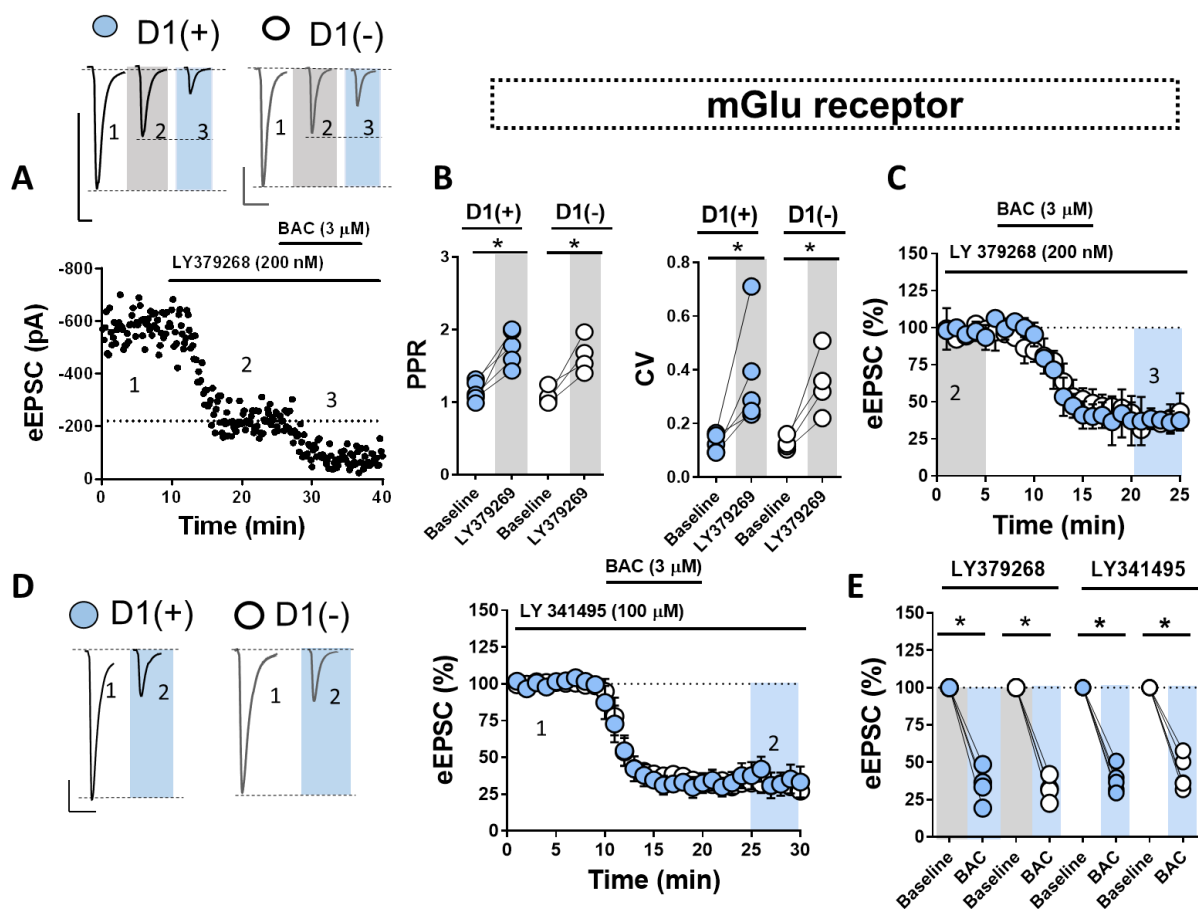 D1(+)
D1(-)
1
2
3
1
2
3
mGlu receptor
A
BAC (3 µM)
LY379268 (200 nM)
-800
-600
-400
-200
0
eEPSC (pA)
1
2
3
0
10
20
30
40
Time (min)
B
D1(+)
D1(-)
*
*
3
2
1
0
PPR
Baseline
LY379269
Baseline
LY379269
D1(+)
D1(-)
*
*
0.8
0.6
0.4
0.2
0.0
CV
Baseline
LY379269
Baseline
LY379269
C
BAC (3 µM)
LY 379268 (200 nM)
150
125
100
75
50
25
0
eEPSC (%)
2
3
0
5
10
15
20
25
Time (min)
D
D1(+)
D1(-)
1
2
1
2
BAC (3 µM)
LY 341495 (100 µM)
150
125
100
75
50
25
0
eEPSC (%)
1
2
0
5
10
15
20
25
30
Time (min)
E
LY379268
LY341495
*
*
*
*
150
125
100
75
50
25
0
eEPSC (%)
Baseline
BAC
Baseline
BAC
Baseline
BAC
Baseline
BAC